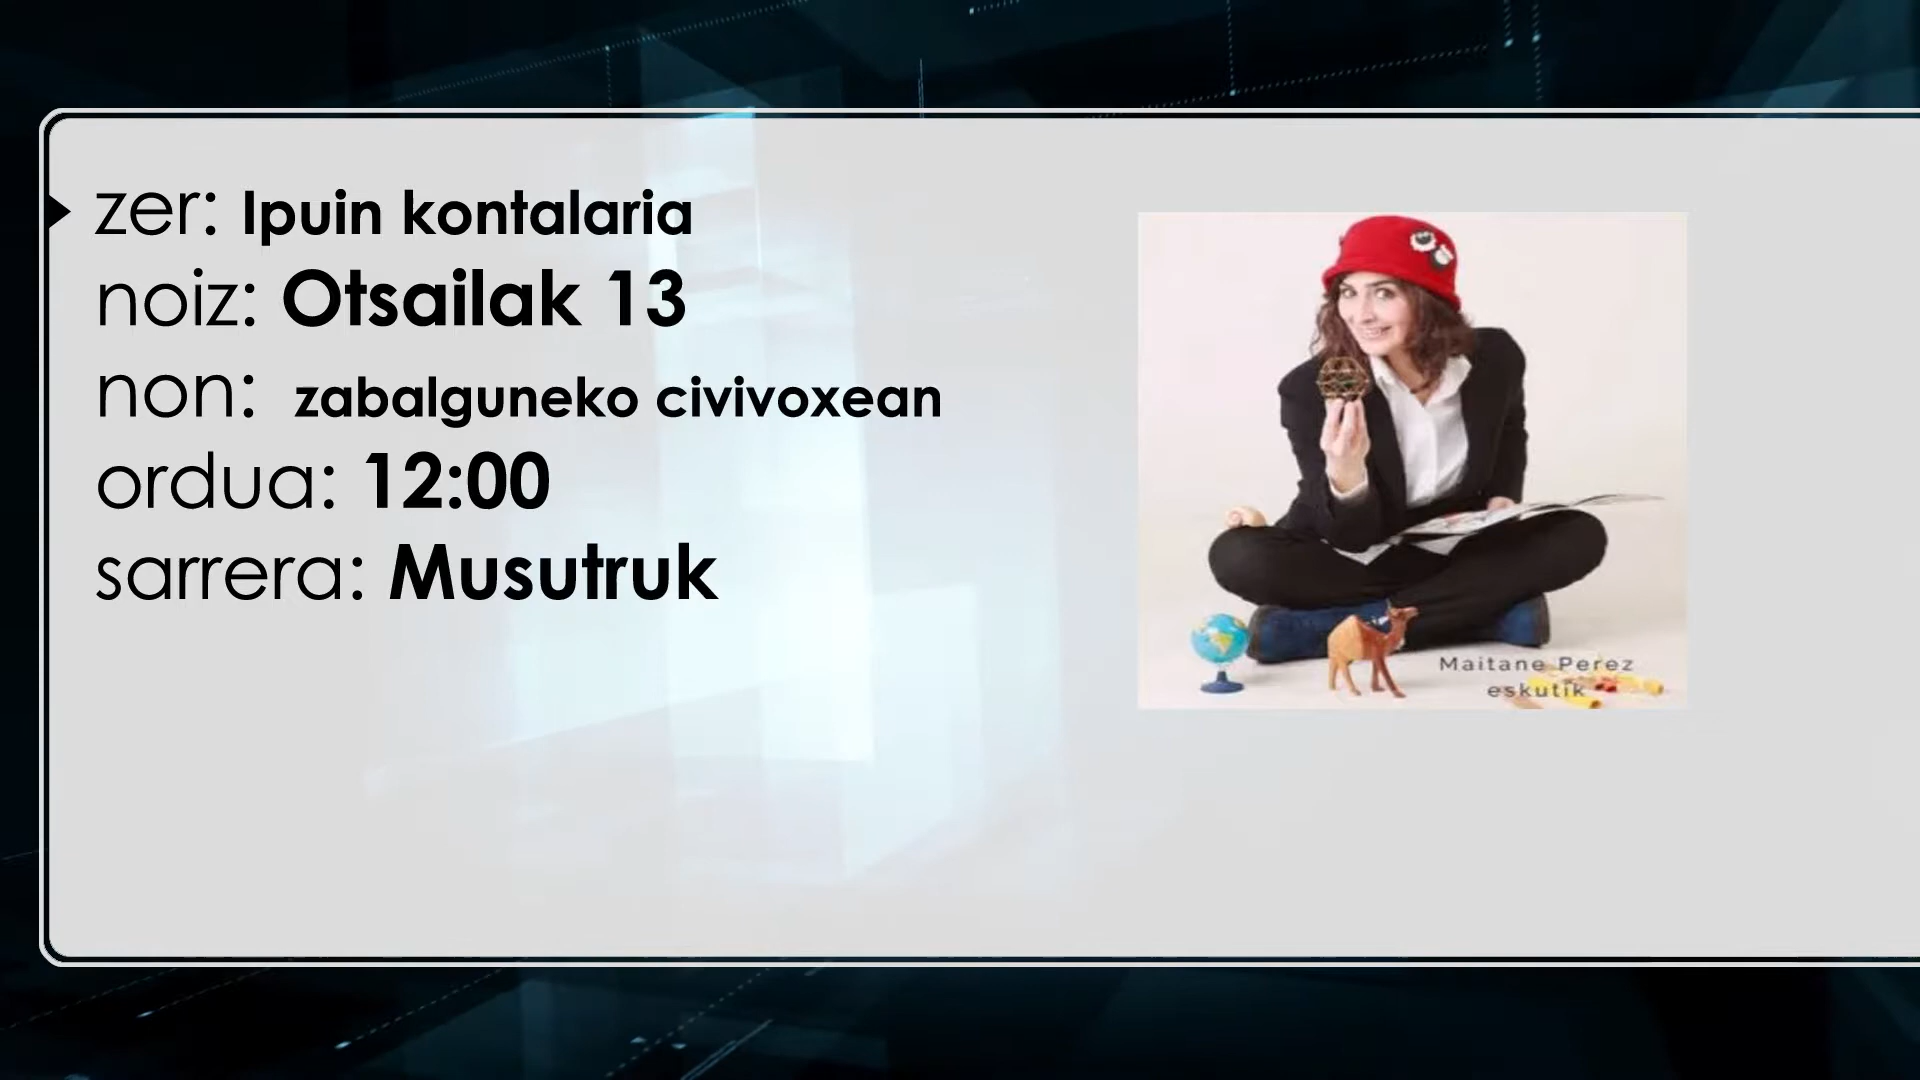 zer: Ipuin kontalaria
noiz: Otsailak 13
non: zabalguneko civivoxean
ordua: 12:00
sarrera: Musutruk
Maitane Perez
eskutik